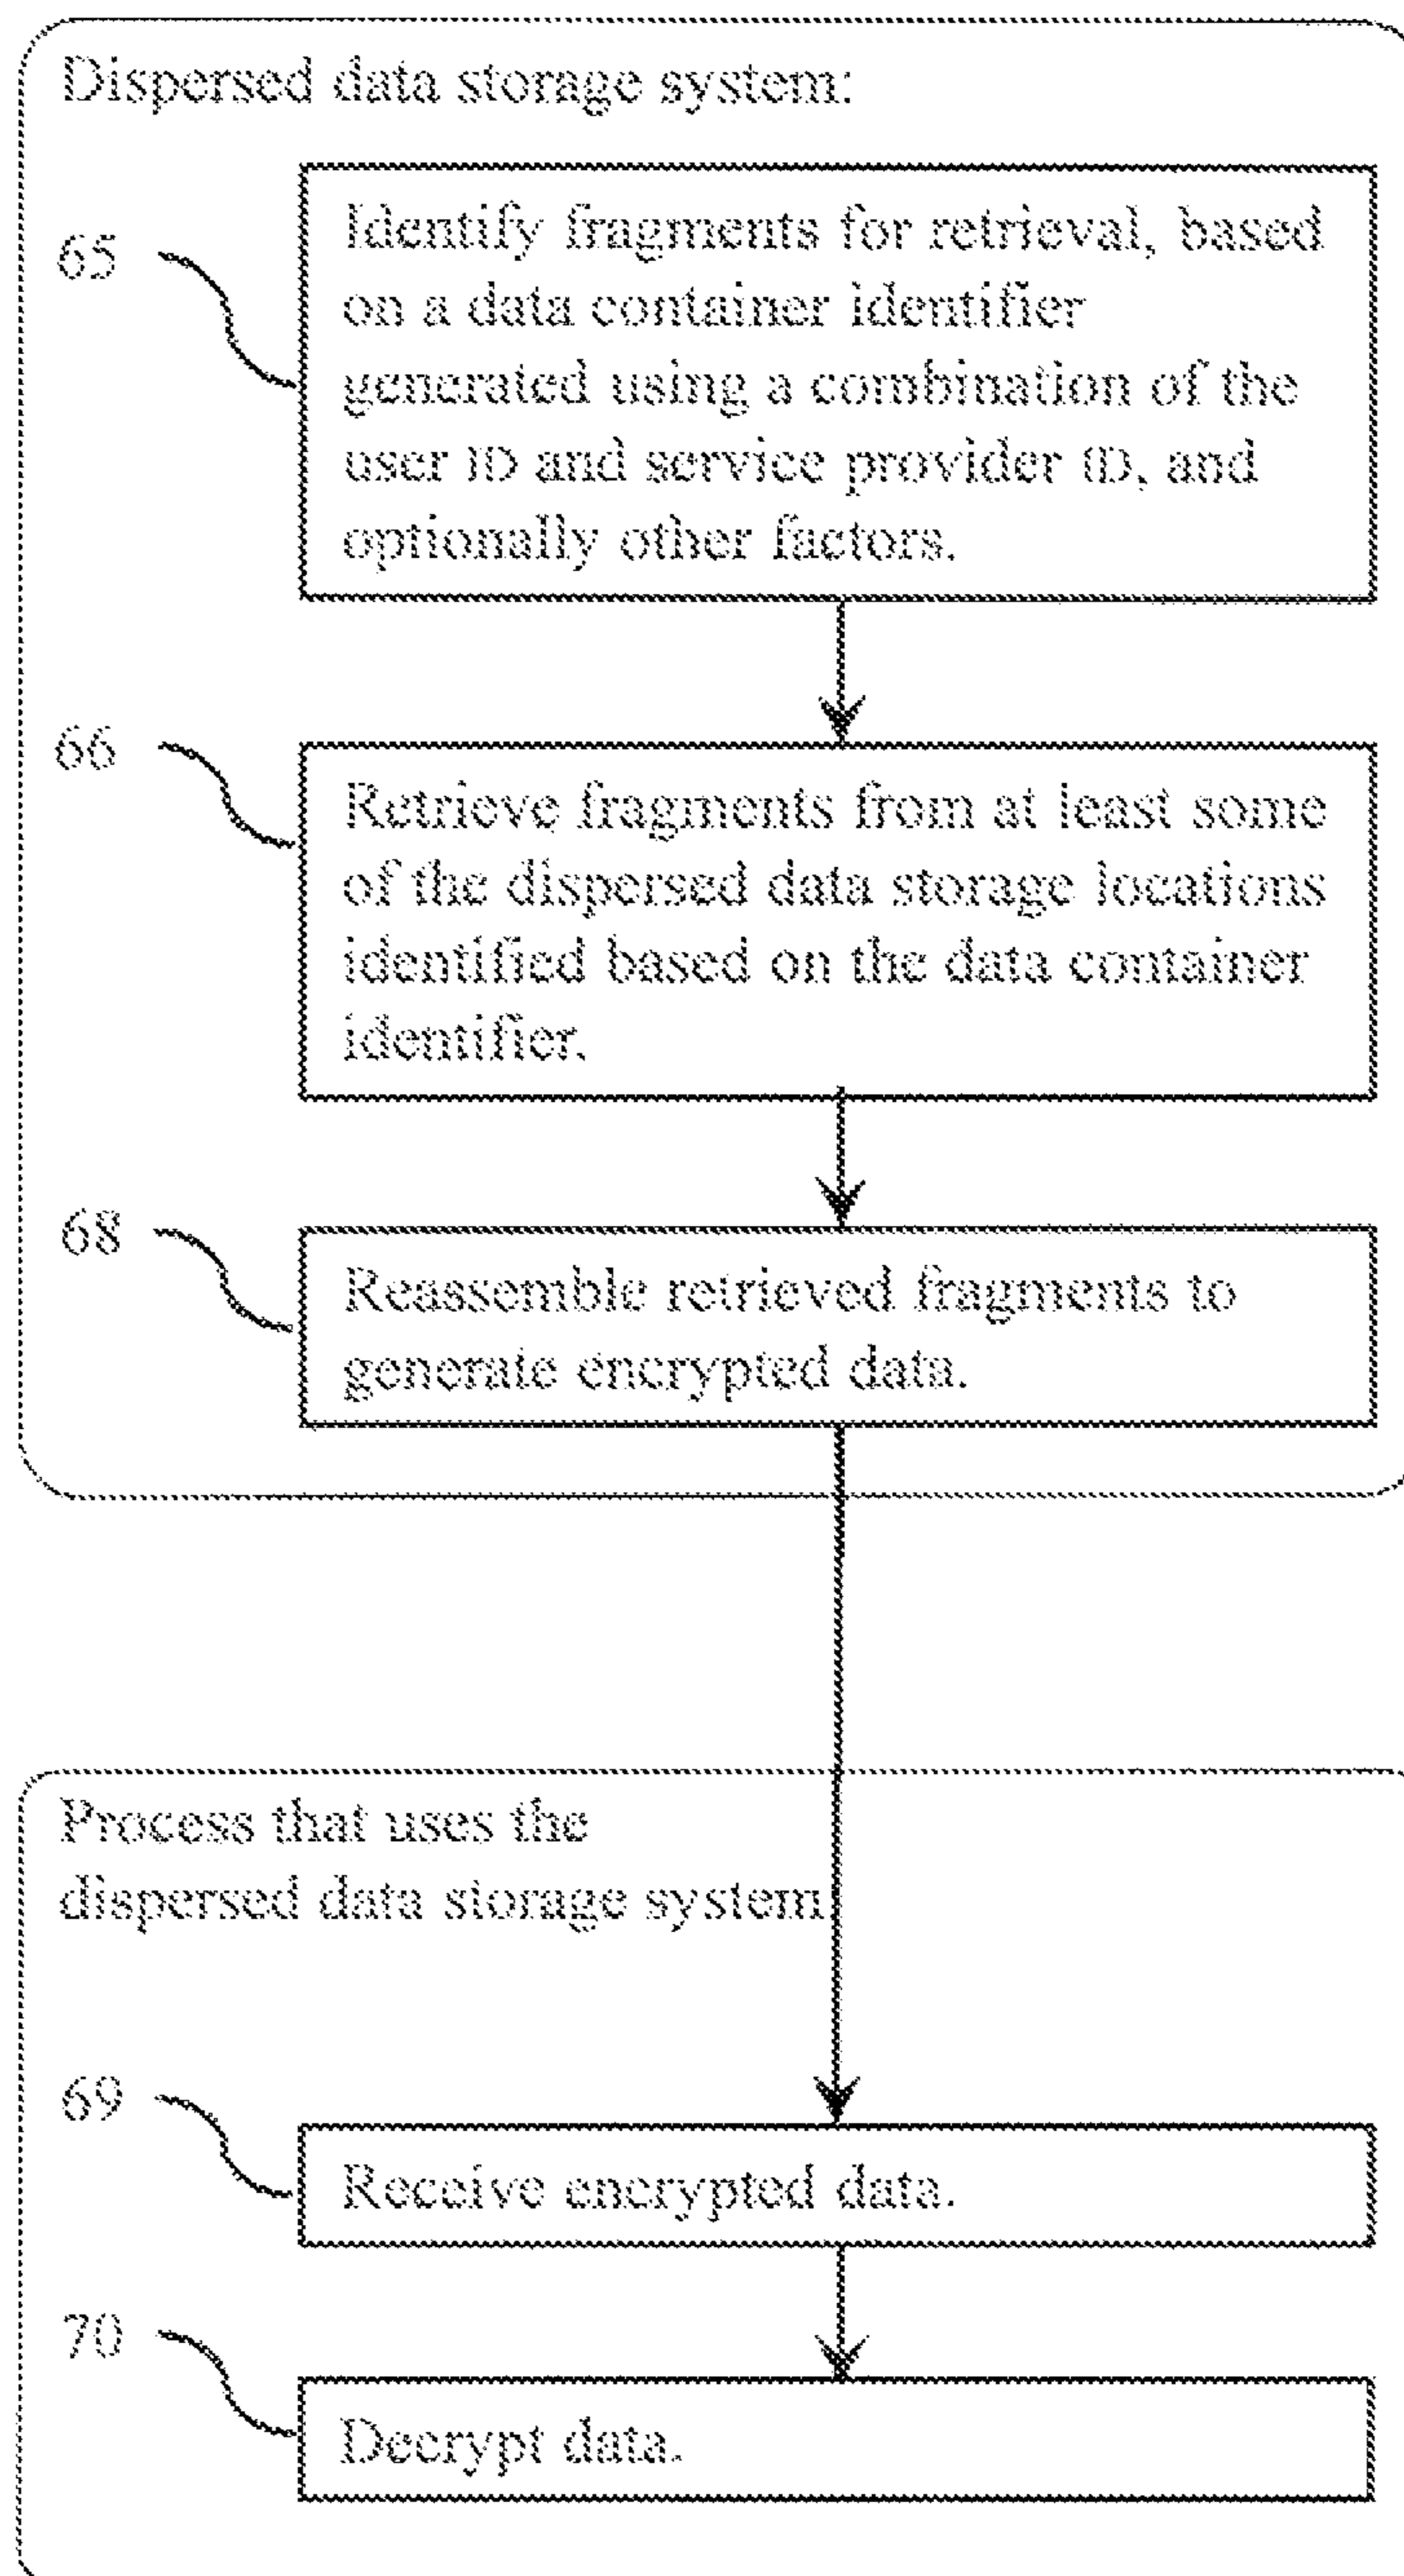 Dispersed data storage system:
65
Identify fragments for retrieval, based
on a data container identifier
generated using a combination of the
user ID and service provider ID, and
optionally other factors.
66
Retrieve fragments from at least some
of the dispersed data storage locations
identified based on the data container
identifier.
68
Reassemble retrieved fragments to
generate encrypted data.
Process that uses the
dispersed data storage system
69
Receive encrypted data.
70
Decrypt data.